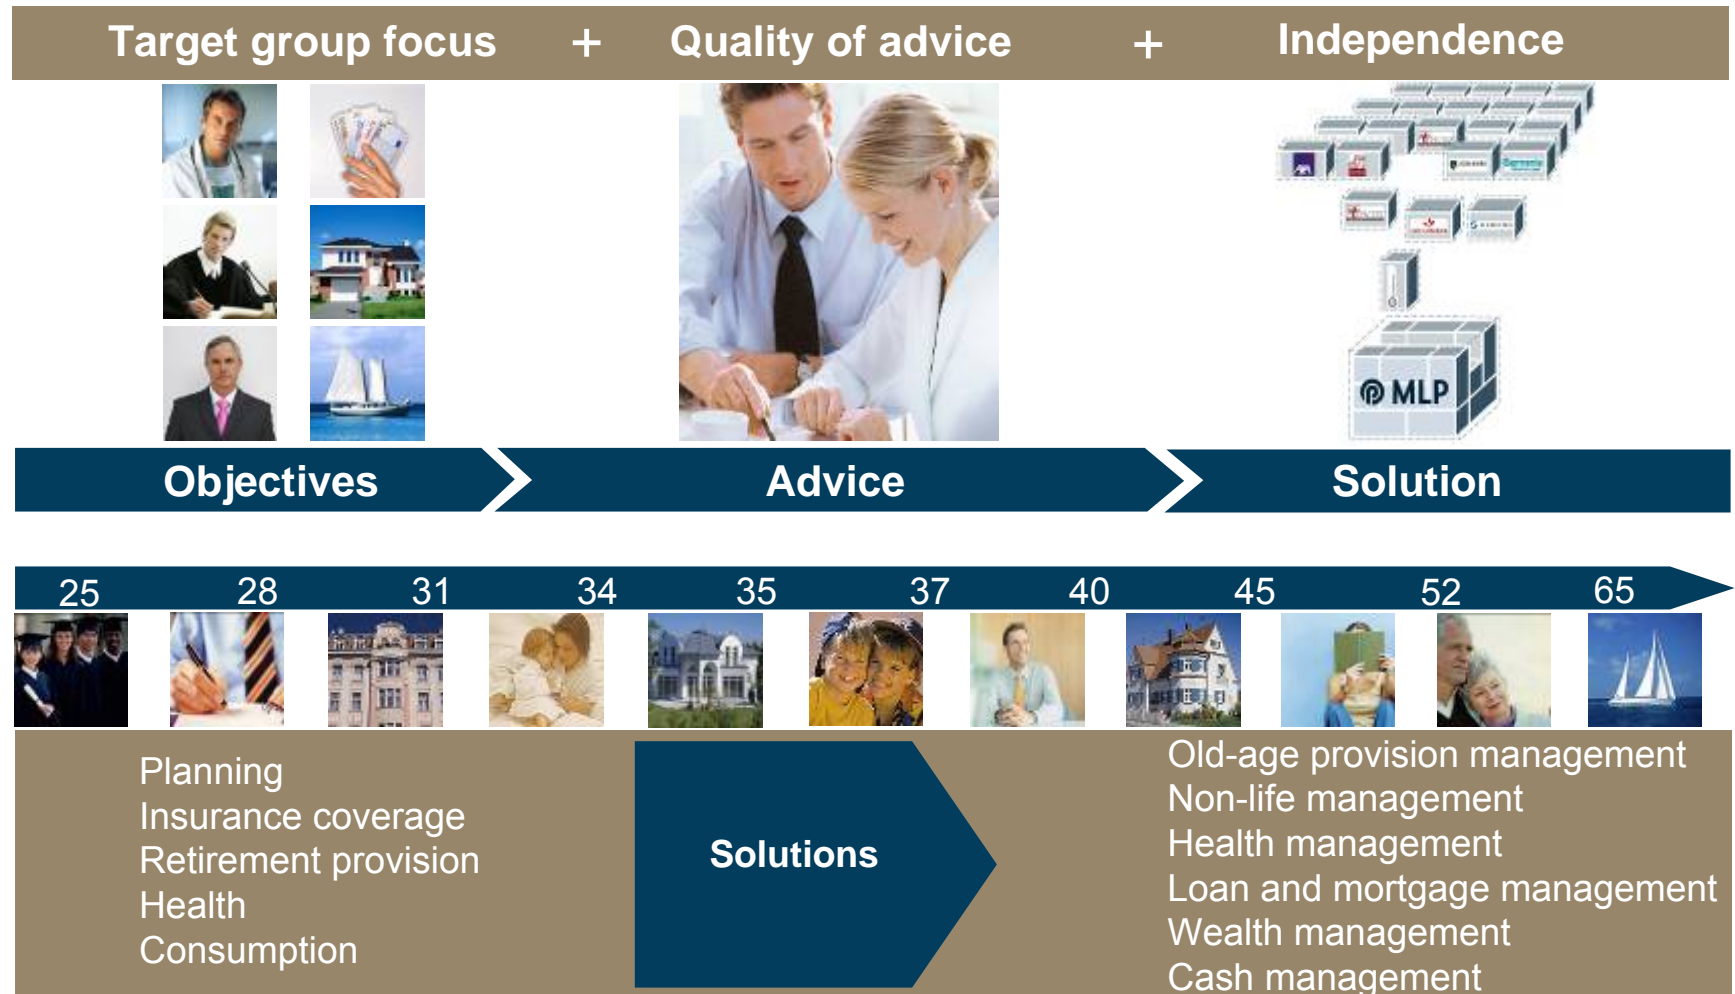 Target group focus + Quality of advice + Independence
MLP
Objectives Advice Solution
25 28 31 34 35 37 40 45 52 65
Planning
Insurance coverage
Retirement provision
Health
Consumption
Solutions
Old-age provision management
Non-life management
Health management
Loan and mortgage management
Wealth management
Cash management